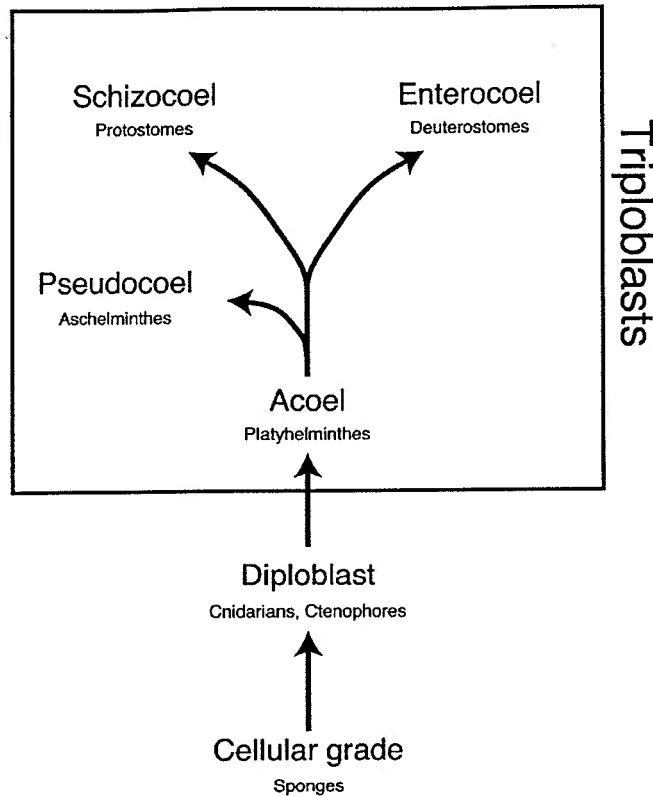 Schizocoel
Protostomes
Enterocoel
Deuterostomes
Triploblasts
Pseudocoel
Aschelminthes
Acoel
Platyhelminthes
Diploblast
Cnidarians, Ctenophores
Cellular grade
Sponges